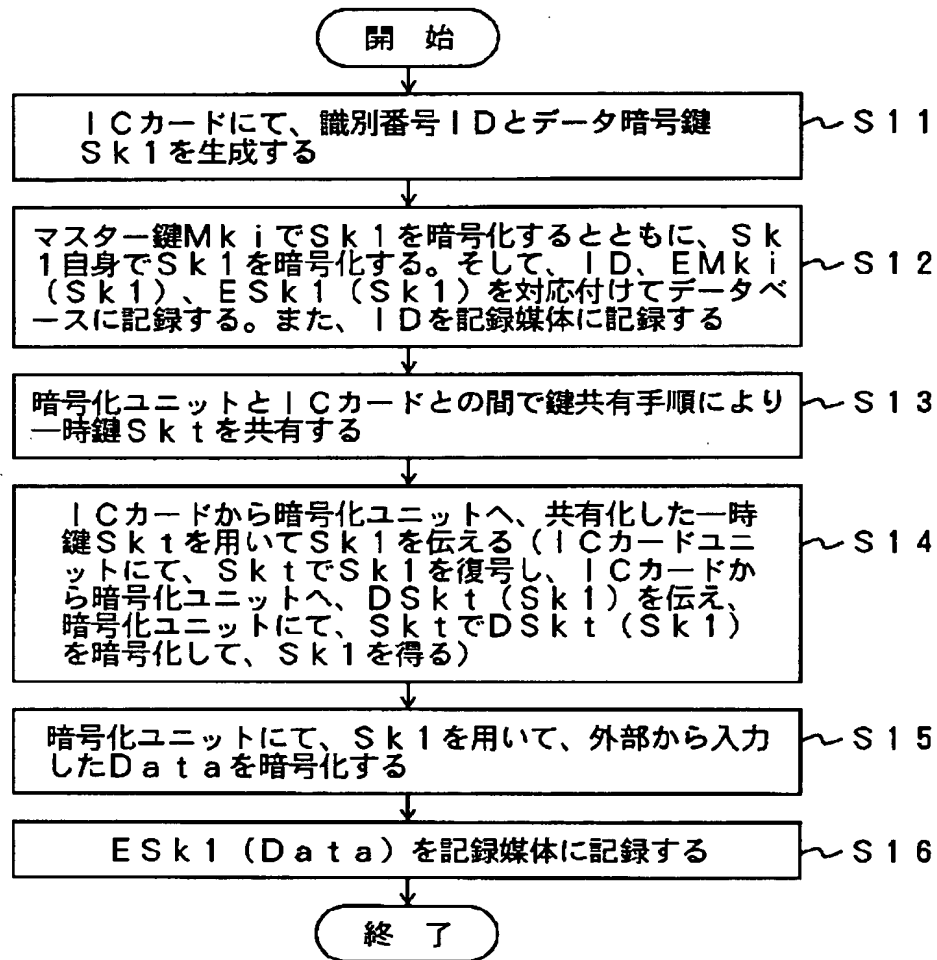 開 始
ICカードにて、識別番号IDとデータ暗号鍵 S11
Sk1を生成する
マスター鍵MkiでSk1を暗号化するとともに、Sk
1自身でSk1を暗号化する。そして、ID、EMki S12
(Sk1)、ESk1(Sk1)を対応付けてデータベ
ースに記録する。また、IDを記録媒体に記録する
暗号化ユニットとICカードとの間で鍵共有手順により S13
一時鍵Sktを共有する
ICカードから暗号化ユニットへ、共有化した一時
鍵Sktを用いてSk1を伝える(ICカードユニ S14
ットにて、SktでSk1を復号し、ICカードか
ら暗号化ユニットへ、DSkt(Sk1)を伝え、
暗号化ユニットにて、SktでDSkt(Sk1)
を暗号化して、Sk1を得る)
暗号化ユニットにて、Sk1を用いて、外部から入力 S15
したDataを暗号化する
ESk1(Data)を記録媒体に記録する S16
終 了